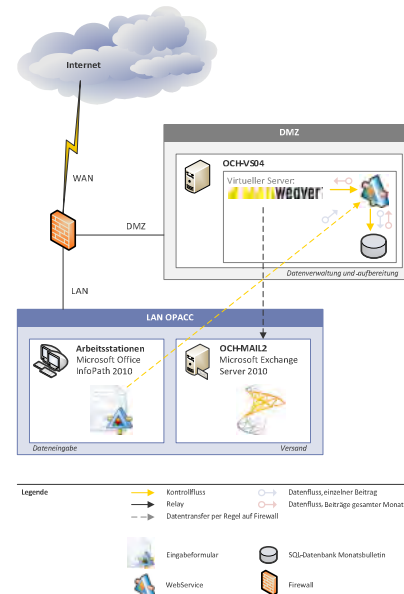 Internet
WAN
DMZ
OCH-VS04
Virtueller Server:
weaver
DMZ
Datenverwaltung und -aufbereitung
LAN
LAN OPACC
Arbeitsstationen
Microsoft Office
InfoPath 2010
Dateneingabe
OCH-MAIL2
Microsoft Exchange
Server 2010
Versand
Legende
Kontrollfluss
Relay
Datentransfer per Regel auf Firewall
Datenfluss, einzelner Beitrag
Datenfluss, Beiträge gesamter Monat
Eingabeformular
SQL-Datenbank Monatsbulletin
WebService
Firewall